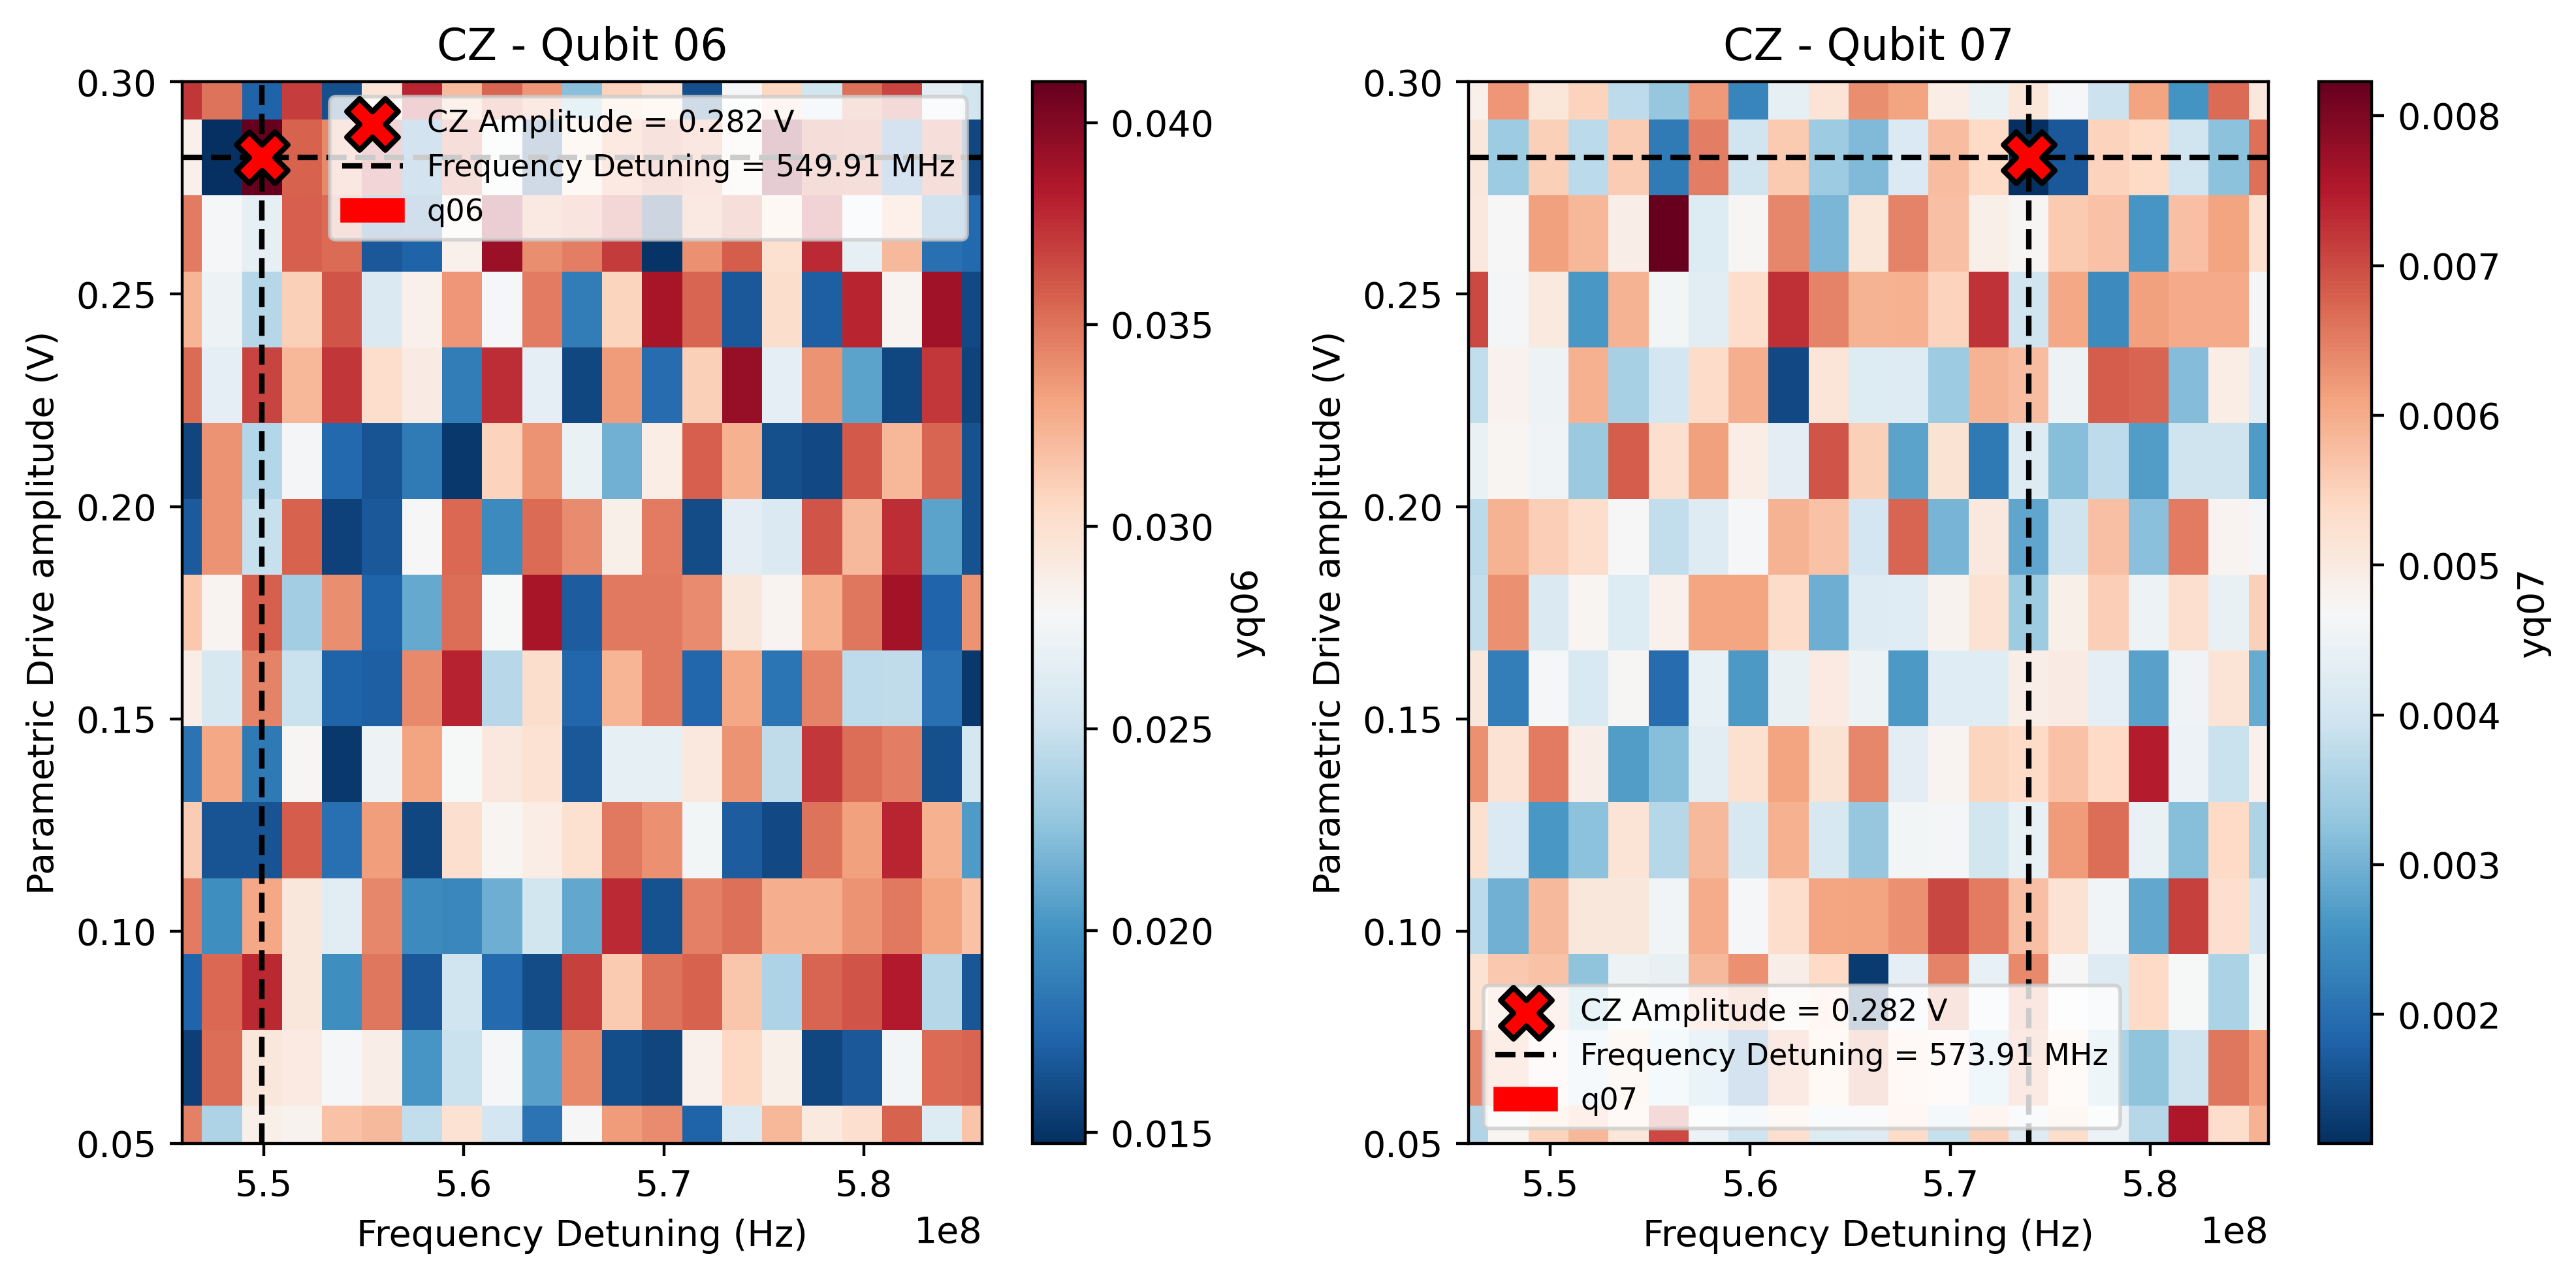 CZ - Qubit 06
0.30
0.25
0.20
0.15
0.10
0.05
Parametric Drive amplitude (V)
CZ Amplitude = 0.282 V
Frequency Detuning = 549.91 MHz
q06
5.5
5.6
5.7
5.8
1e8
Frequency Detuning (Hz)
0.040
0.035
0.030
0.025
0.020
0.015
yq06
CZ - Qubit 07
0.30
0.25
0.20
0.15
0.10
0.05
Parametric Drive amplitude (V)
CZ Amplitude = 0.282 V
Frequency Detuning = 573.91 MHz
q07
5.5
5.6
5.7
5.8
1e8
Frequency Detuning (Hz)
0.008
0.007
0.006
0.005
0.004
0.003
0.002
yq07